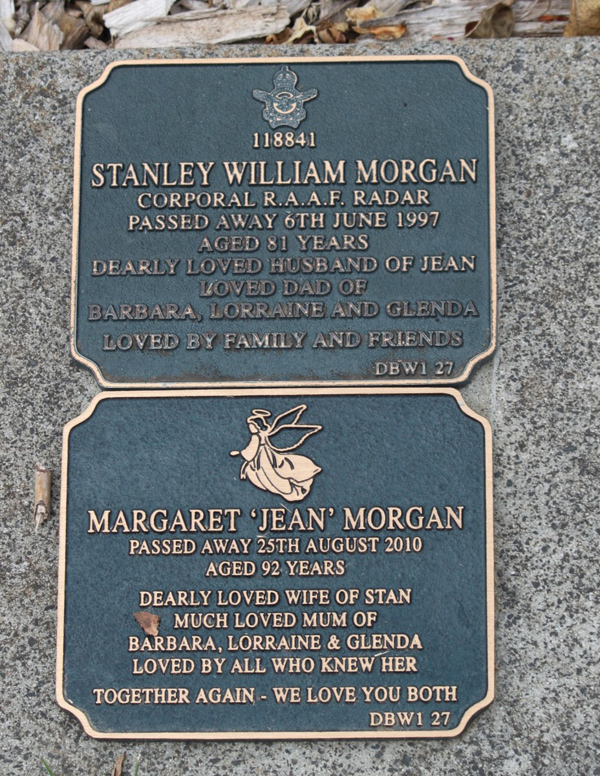 118841
STANLEY WILLIAM MORGAN
CORPORAL R.A.A.F. RADAR
PASSED AWAY 6TH JUNE 1997
AGED 81 YEARS
DEARLY LOVED HUSBAND OF JEAN
LOVED DAD OF
BARBARA, LORRAINE AND GLENDA
LOVED BY FAMILY AND FRIENDS
DBW1 27
MARGARET ‘JEAN’ MORGAN
PASSED AWAY 25TH AUGUST 2010
AGED 92 YEARS
DEARLY LOVED WIFE OF STAN
MUCH LOVED MUM OF
BARBARA, LORRAINE & GLENDA
LOVED BY ALL WHO KNEW HER
TOGETHER AGAIN - WE LOVE YOU BOTH
DBW1 27